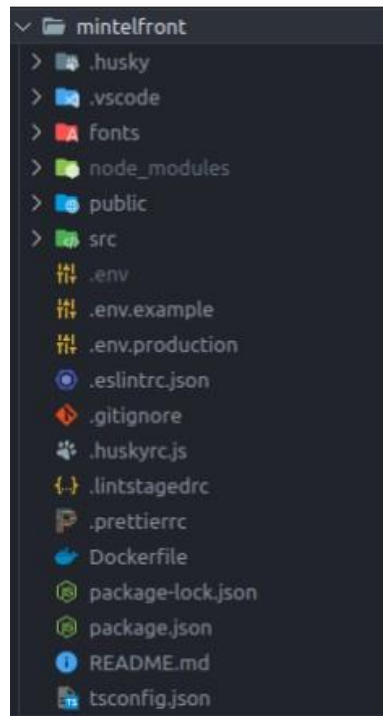 mintelfront
.husky
.vscode
fonts
node_modules
public
src
.env
.env.example
.env.production
.eslintrc.json
.gitignore
.huskyrc.js
.lintstagedrc
.prettierrc
Dockerfile
package-lock.json
package.json
README.md
tsconfig.json